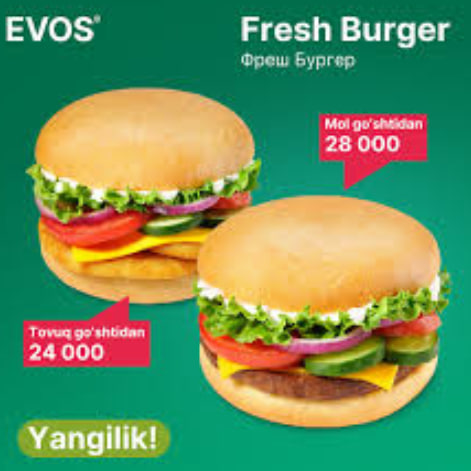 EVOS®
Fresh Burger
Фреш Бургер
Mol go'shtidan
28 000
Tovuq go'shtidan
24 000
Yangilik!